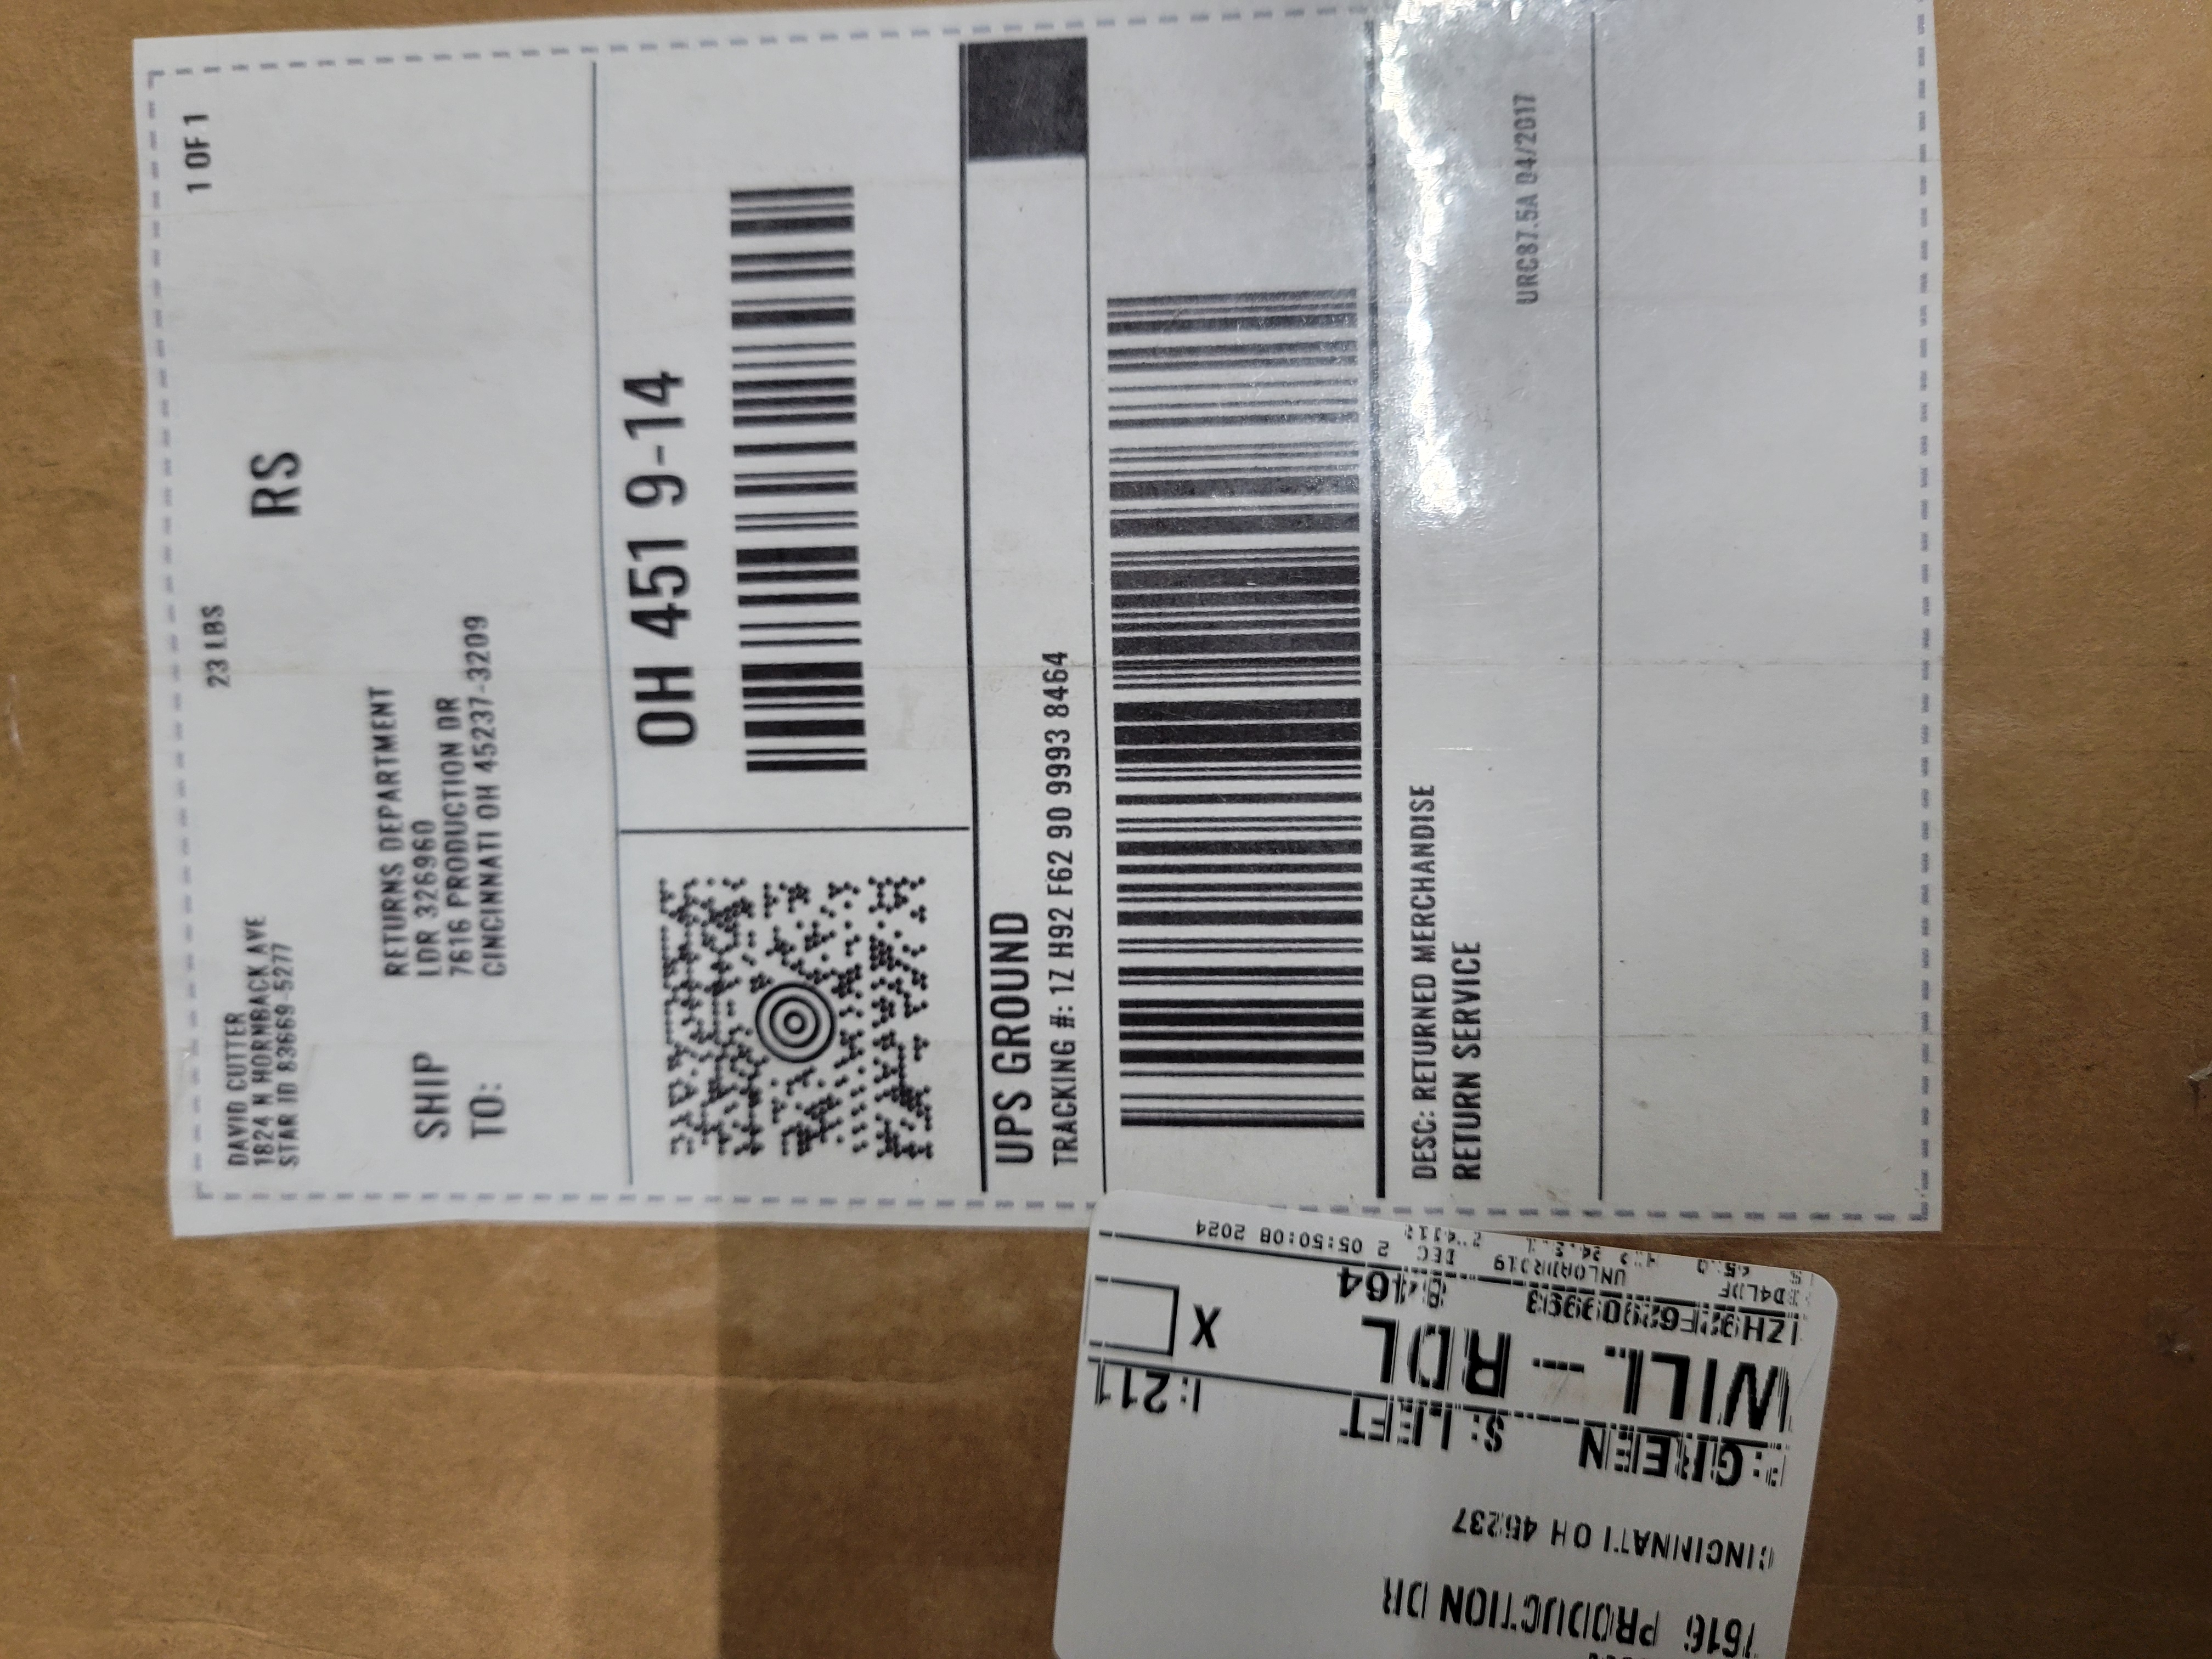 DAVID CUTTER
1824 N HORNBACK AVE
STAR ID 83669-5277
23 LBS
1 OF 1
RS
SHIP
TO:
RETURNS DEPARTMENT
LDR 326960
7616 PRODUCTION DR
CINCINNATI OH 45237-3209
OH 451 9-14
UPS GROUND
TRACKING #: 1Z H92 F62 90 9993 8464
DESC: RETURNED MERCHANDISE
RETURN SERVICE
URC87.5A 04/2017
7616 PRODUCTION DR
CINCINNATI OH 45237
P:GREEN S:LEFT I:211
WILL - RDL X
1ZH92F62909993 8464
DEC 2 05:50:08 2024